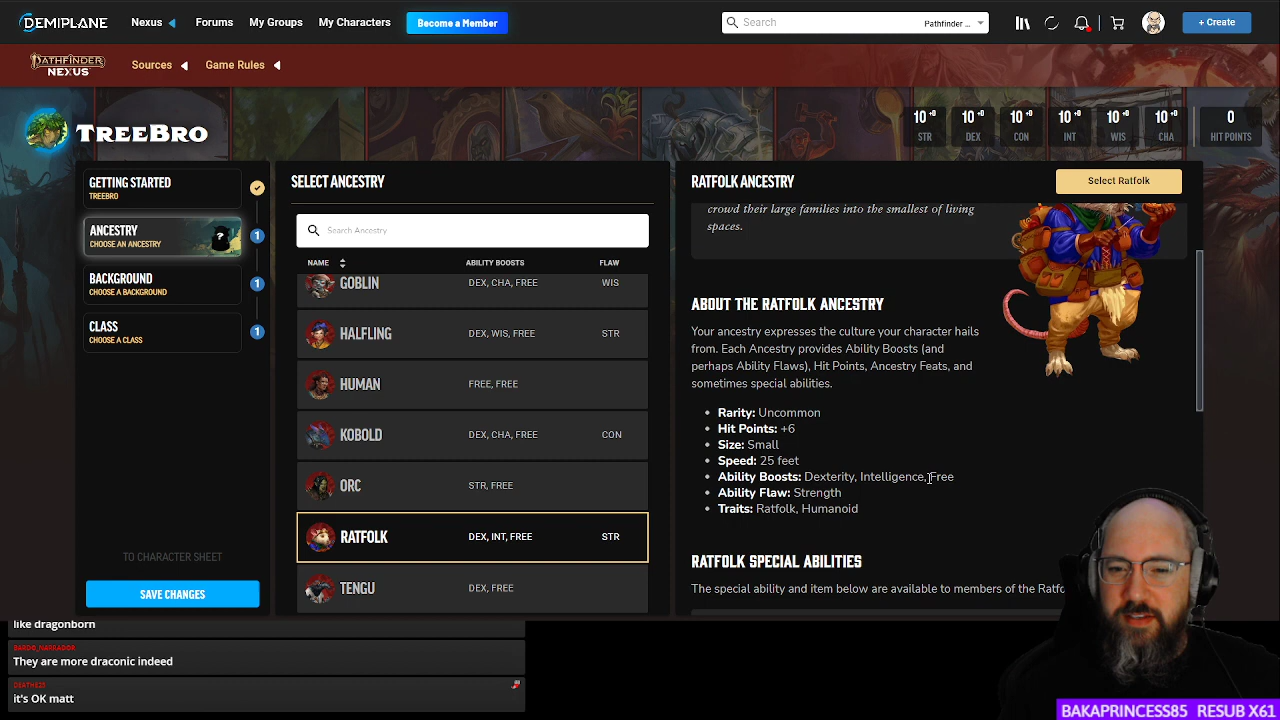 DEMIPLANE
Nexus
Forums
My Groups
My Characters
Become a Member
Search
Pathfinder ...
+ Create
PATHFINDER
NEXUS
Sources
Game Rules
TREEBRO
10 +0
STR
10 +0
DEX
10 +0
CON
10 +0
INT
10 +0
WIS
10 +0
CHA
0
HIT POINTS
GETTING STARTED
TREEBRO
ANCESTRY
CHOOSE AN ANCESTRY
?
1
BACKGROUND
CHOOSE A BACKGROUND
1
CLASS
CHOOSE A CLASS
1
TO CHARACTER SHEET
SAVE CHANGES
SELECT ANCESTRY
Search Ancestry
NAME ABILITY BOOSTS FLAW
GOBLIN DEX, CHA, FREE WIS
HALFLING DEX, WIS, FREE STR
HUMAN FREE, FREE
KOBOLD DEX, CHA, FREE CON
ORC STR, FREE
RATFOLK DEX, INT, FREE STR
TENGU DEX, FREE
RATFOLK ANCESTRY
Select Ratfolk
crowd their large families into the smallest of living
spaces.
ABOUT THE RATFOLK ANCESTRY
Your ancestry expresses the culture your character hails
from. Each Ancestry provides Ability Boosts (and
perhaps Ability Flaws), Hit Points, Ancestry Feats, and
sometimes special abilities.
• Rarity: Uncommon
• Hit Points: +6
• Size: Small
• Speed: 25 feet
• Ability Boosts: Dexterity, Intelligence, Free
• Ability Flaw: Strength
• Traits: Ratfolk, Humanoid
RATFOLK SPECIAL ABILITIES
The special ability and item below are available to members of the Ratfo
like dragonborn
BARDO_NARRADOR
They are more draconic indeed
DEATHE23
it's OK matt
BAKAPRINCESS85 RESUB X61